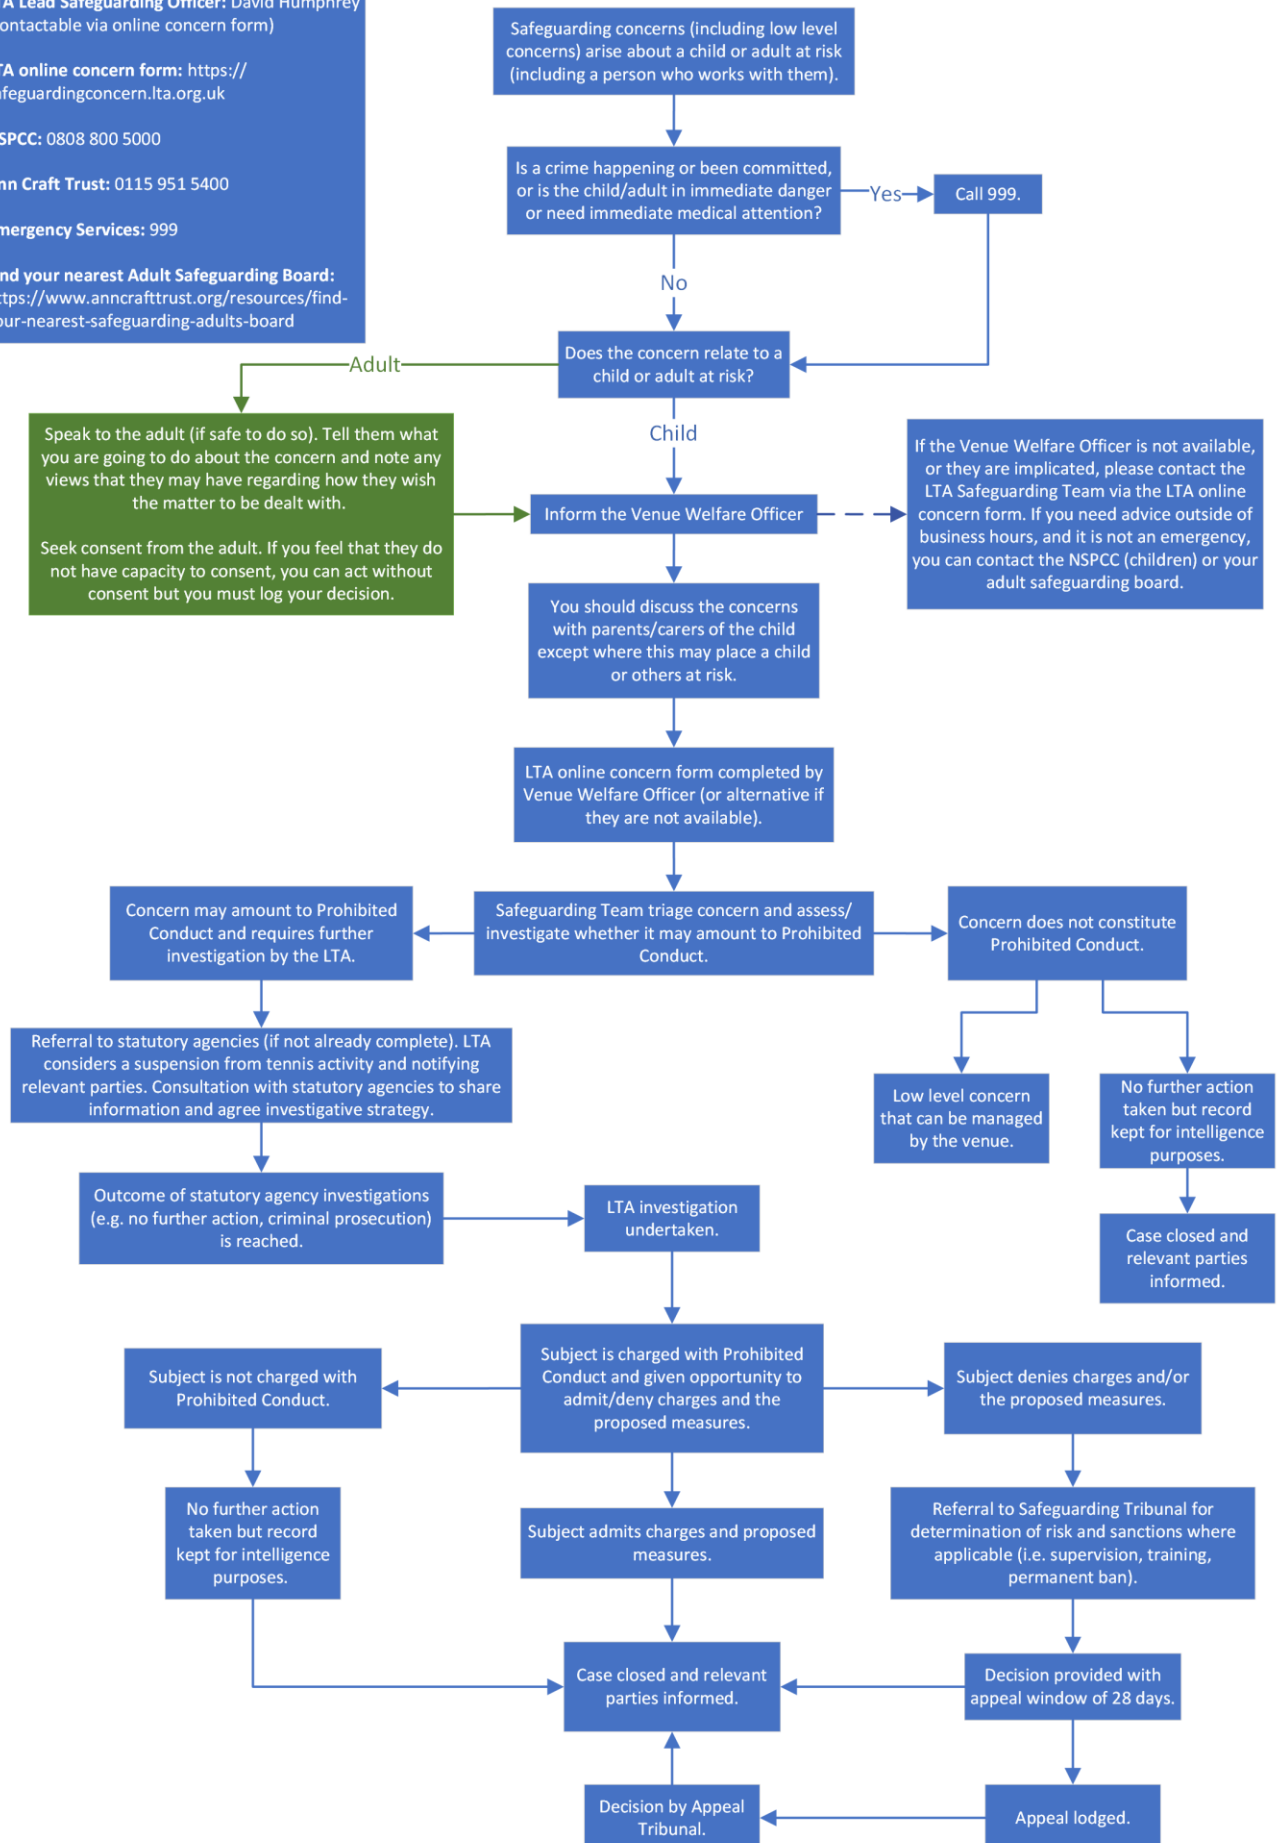 TA Lead Safeguarding Officer: David Humphrey
ontactable via online concern form)
TA online concern form: https://
afeguardingconcern.lta.org.uk
SPCC: 0808 800 5000
nn Craft Trust: 0115 951 5400
mergency Services: 999
nd your nearest Adult Safeguarding Board:
ttps://www.anncrafttrust.org/resources/find-
our-nearest-safeguarding-adults-board
Safeguarding concerns (including low level
concerns) arise about a child or adult at risk
(including a person who works with them).
Is a crime happening or been committed,
or is the child/adult in immediate danger
or need immediate medical attention?
Yes
Call 999.
No
Does the concern relate to a
child or adult at risk?
Adult
Child
Speak to the adult (if safe to do so). Tell them what
you are going to do about the concern and note any
views that they may have regarding how they wish
the matter to be dealt with.
Seek consent from the adult. If you feel that they do
not have capacity to consent, you can act without
consent but you must log your decision.
Inform the Venue Welfare Officer
If the Venue Welfare Officer is not available,
or they are implicated, please contact the
LTA Safeguarding Team via the LTA online
concern form. If you need advice outside of
business hours, and it is not an emergency,
you can contact the NSPCC (children) or your
adult safeguarding board.
You should discuss the concerns
with parents/carers of the child
except where this may place a child
or others at risk.
LTA online concern form completed by
Venue Welfare Officer (or alternative if
they are not available).
Safeguarding Team triage concern and assess/
investigate whether it may amount to Prohibited
Conduct.
Concern may amount to Prohibited
Conduct and requires further
investigation by the LTA.
Concern does not constitute
Prohibited Conduct.
Referral to statutory agencies (if not already complete). LTA
considers a suspension from tennis activity and notifying
relevant parties. Consultation with statutory agencies to share
information and agree investigative strategy.
Low level concern
that can be managed
by the venue.
No further action
taken but record
kept for intelligence
purposes.
Outcome of statutory agency investigations
(e.g. no further action, criminal prosecution)
is reached.
LTA investigation
undertaken.
Case closed and
relevant parties
informed.
Subject is not charged with
Prohibited Conduct.
Subject is charged with Prohibited
Conduct and given opportunity to
admit/deny charges and the
proposed measures.
Subject denies charges and/or
the proposed measures.
No further action
taken but record
kept for intelligence
purposes.
Subject admits charges and proposed
measures.
Referral to Safeguarding Tribunal for
determination of risk and sanctions where
applicable (i.e. supervision, training,
permanent ban).
Case closed and relevant
parties informed.
Decision provided with
appeal window of 28 days.
Decision by Appeal
Tribunal.
Appeal lodged.